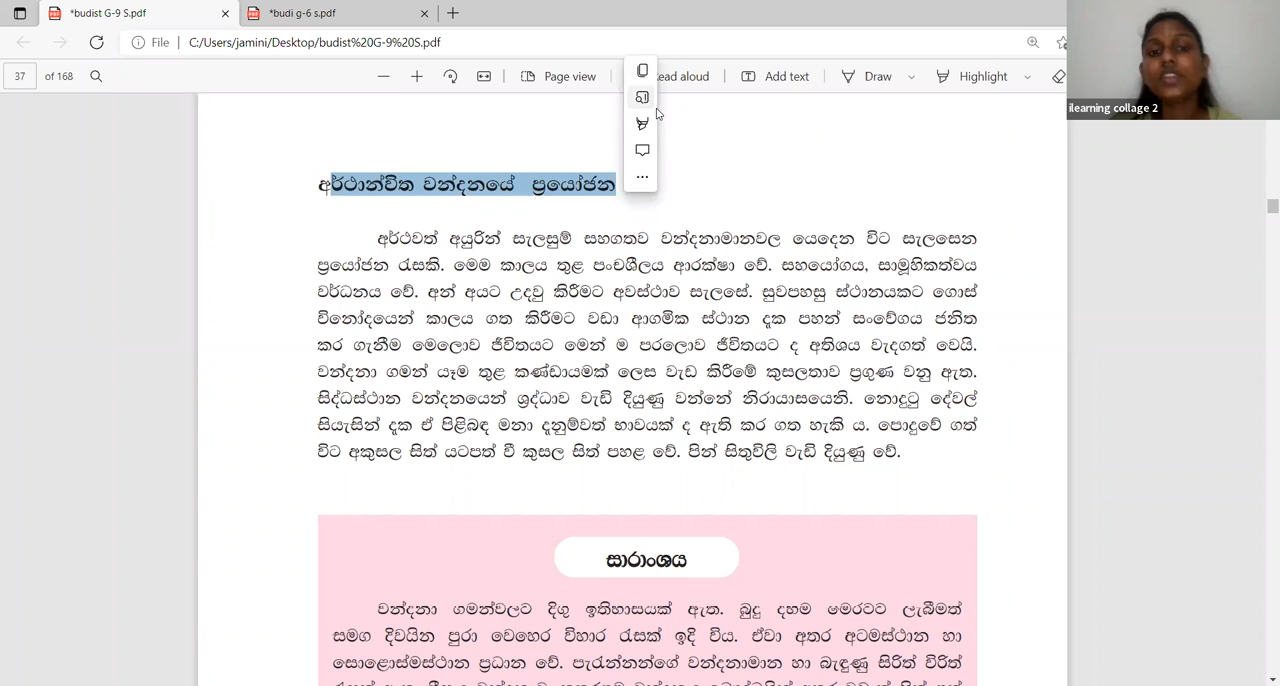 *budist G-9 S.pdf
*budi g-6 s.pdf
File C:/Users/jamini/Desktop/budist%20G-9%20S.pdf
37 of 168 Page view ead aloud Add text Draw Highlight
ilearning collage 2
අර්ථාන්විත වන්දනයේ ප්‍රයෝජන
අර්ථවත් අයුරින් සැලසුම් සහගතව වන්දනාමානවල යෙදෙන විට සැලසෙන
ප්‍රයෝජන රැසකි. මෙම කාලය තුළ පංචශීලය ආරක්ෂා වේ. සහයෝගය, සාමූහිකත්වය
වර්ධනය වේ. අන් අයට උදවු කිරීමට අවස්ථාව සැලසේ. සුවපහසු ස්ථානයකට ගොස්
විනෝදයෙන් කාලය ගත කිරීමට වඩා ආගමික ස්ථාන දැක පහන් සංවේගය ජනිත
කර ගැනීම මෙලොව ජීවිතයට මෙන් ම පරලොව ජීවිතයට ද අතිශය වැදගත් වෙයි.
වන්දනා ගමන් යෑම තුළ කණ්ඩායමක් ලෙස වැඩ කිරීමේ කුසලතාව ප්‍රගුණ වනු ඇත.
සිද්ධස්ථාන වන්දනයෙන් ශ්‍රද්ධාව වැඩි දියුණු වන්නේ නිරායාසයෙනි. නොදුටු දේවල්
සියැසින් දැක ඒ පිළිබඳ මනා දැනුම්වත් භාවයක් ද ඇති කර ගත හැකි ය. පොදුවේ ගත්
විට අකුසල සිත් යටපත් වී කුසල සිත් පහළ වේ. පින් සිතුවිලි වැඩි දියුණු වේ.
සාරාංශය
වන්දනා ගමන්වලට දිගු ඉතිහාසයක් ඇත. බුදු දහම මෙරටට ලැබීමත්
සමග දිවයින පුරා වෙහෙර විහාර රැසක් ඉදි විය. ඒවා අතර අටමස්ථාන හා
සොළොස්මස්ථාන ප්‍රධාන වේ. පැරැන්නන්ගේ වන්දනාමාන හා බැඳුණු සිරිත් විරිත්